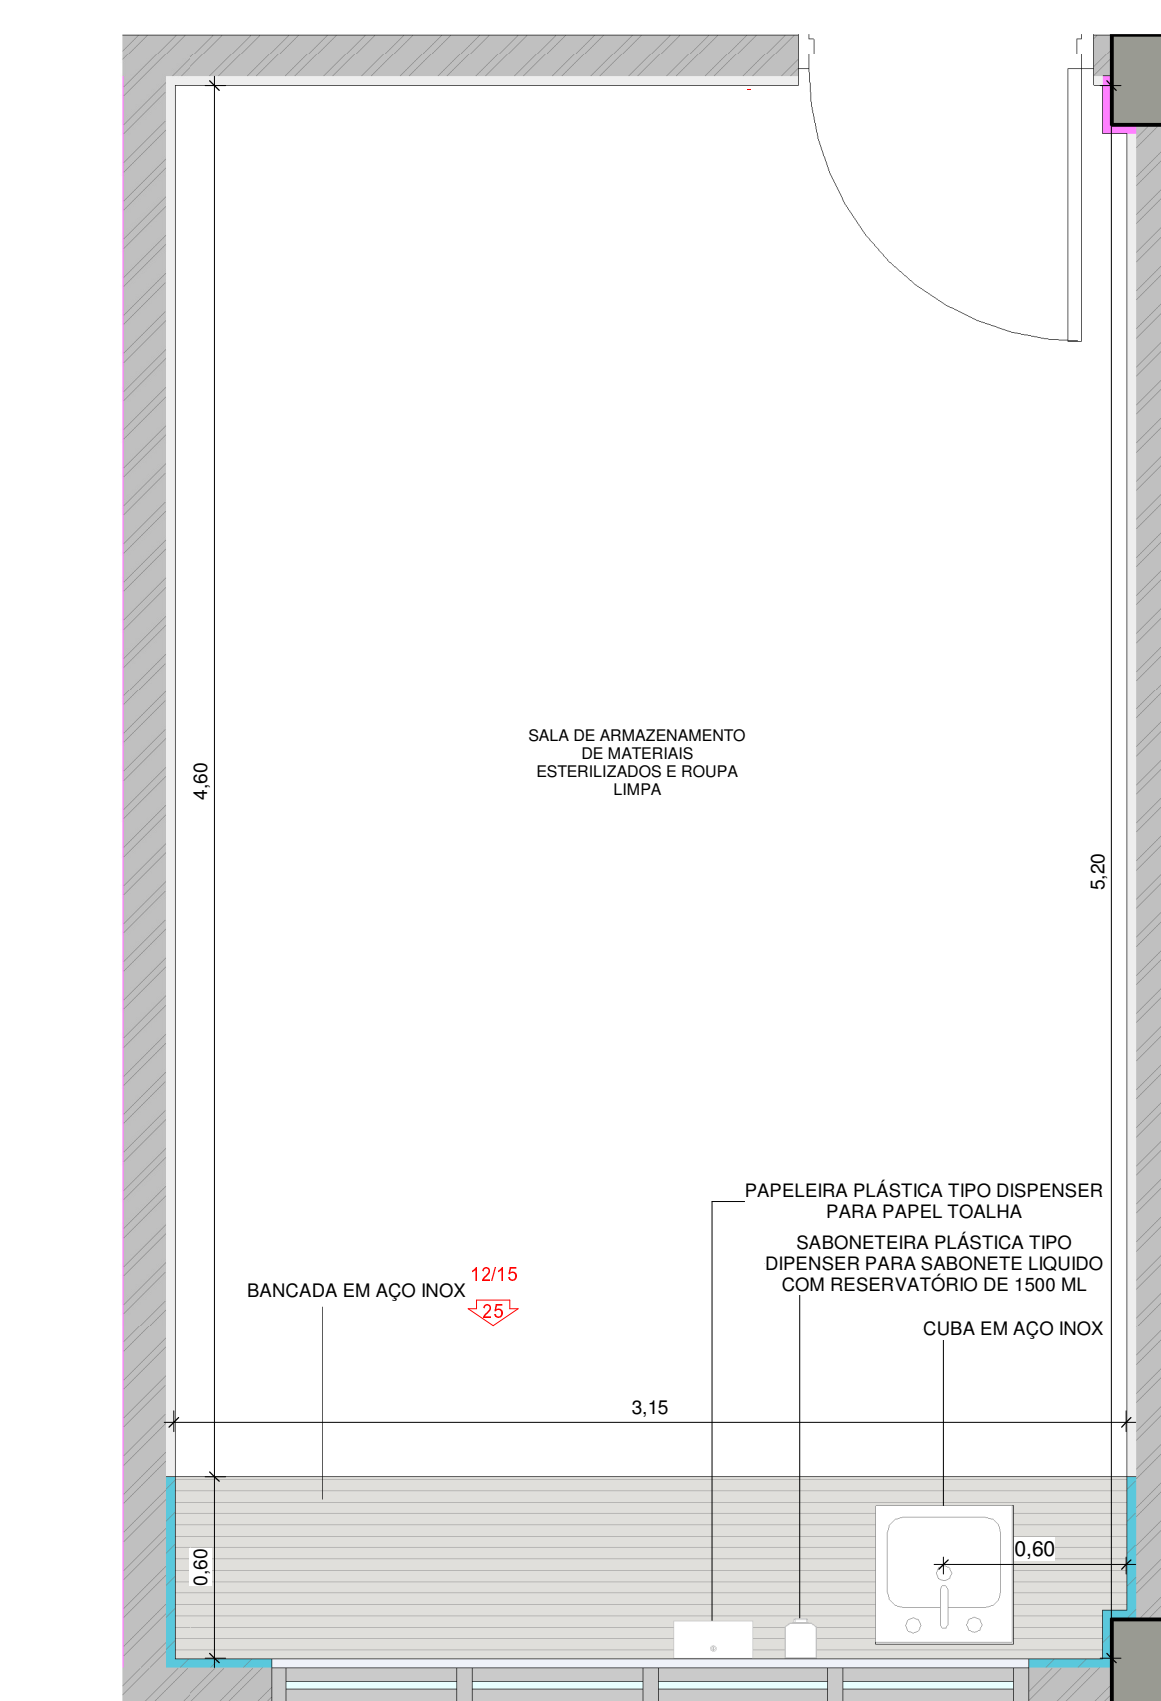 SALA DE ARMAZENAMENTO
DE MATERIAIS
ESTERILIZADOS E ROUPA
LIMPA
4,60
5,20
PAPELEIRA PLÁSTICA TIPO DISPENSER
PARA PAPEL TOALHA
SABONETEIRA PLÁSTICA TIPO
DIPENSER PARA SABONETE LIQUIDO
COM RESERVATÓRIO DE 1500 ML
BANCADA EM AÇO INOX
12/15
25
CUBA EM AÇO INOX
3,15
0,60
0,60